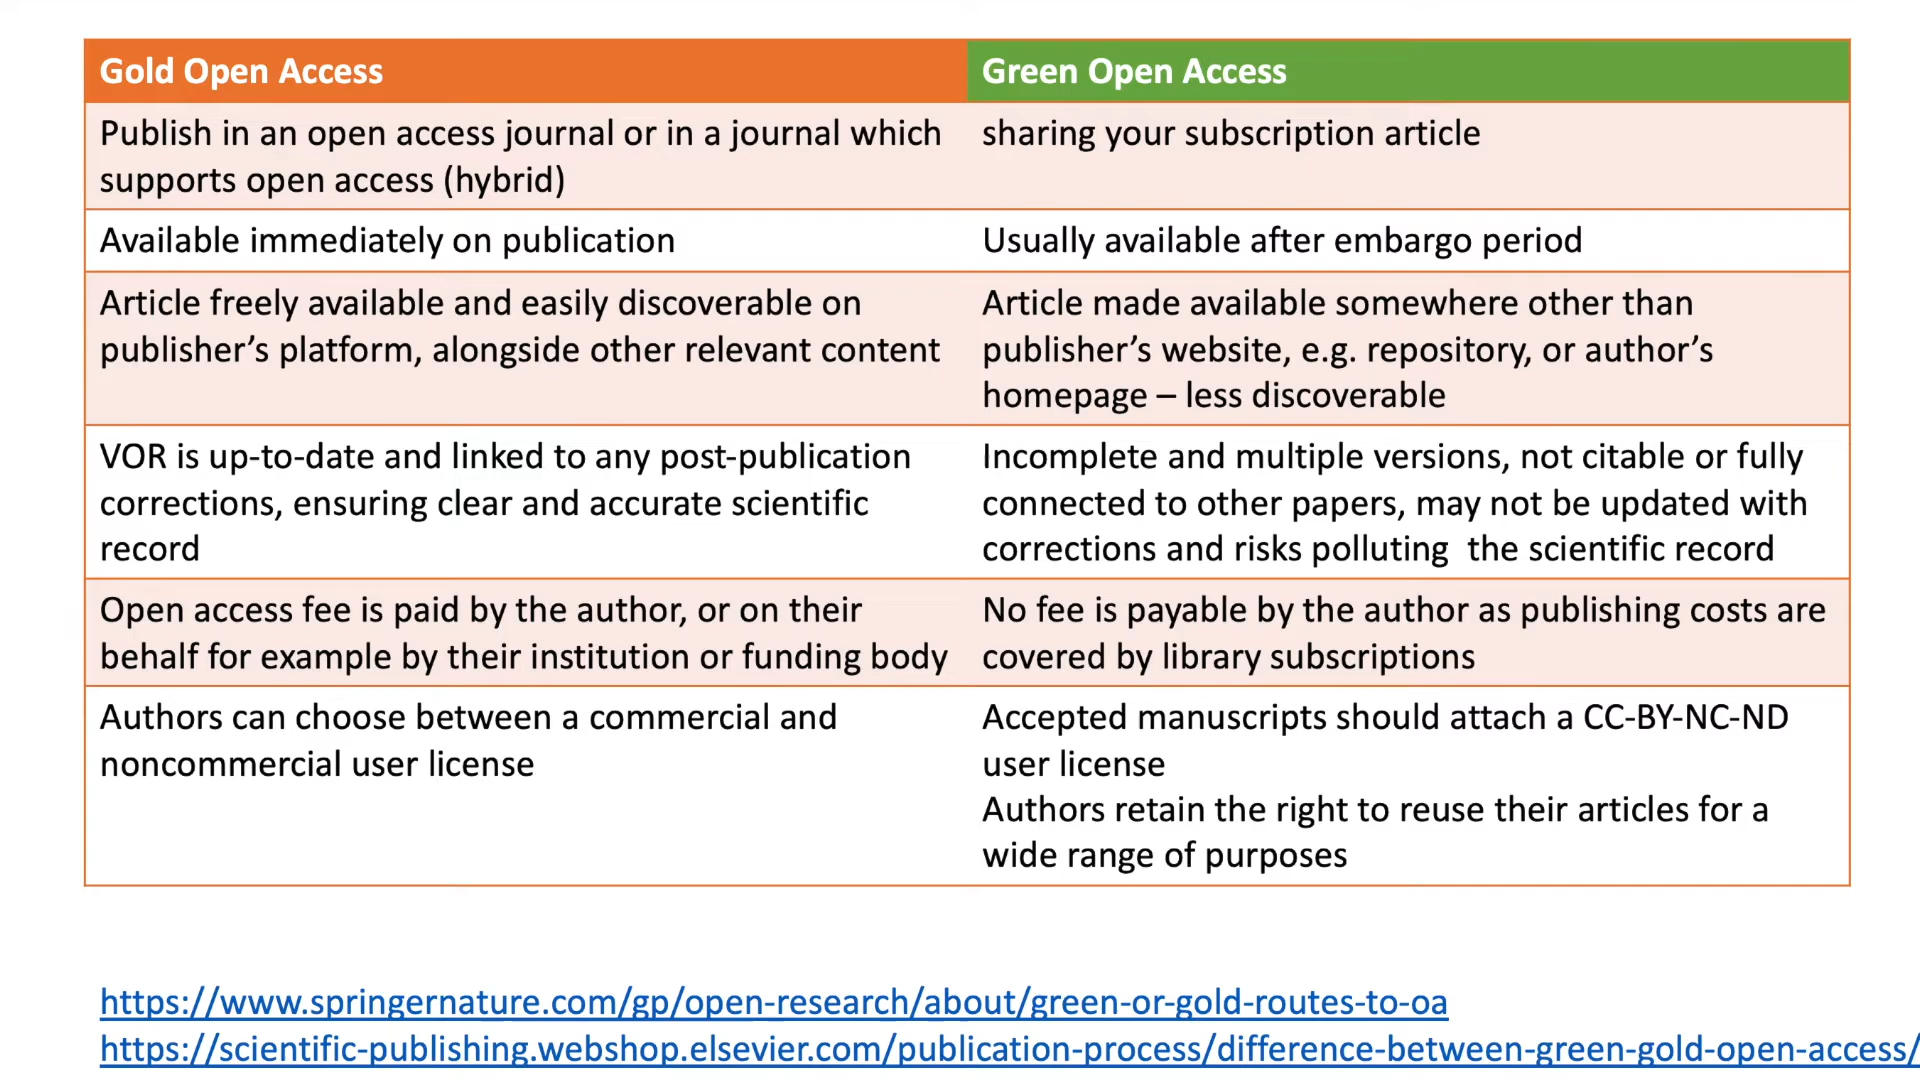 Gold Open Access
Green Open Access
Publish in an open access journal or in a journal which
supports open access (hybrid)
sharing your subscription article
Available immediately on publication
Usually available after embargo period
Article freely available and easily discoverable on
publisher’s platform, alongside other relevant content
Article made available somewhere other than
publisher’s website, e.g. repository, or author’s
homepage – less discoverable
VOR is up-to-date and linked to any post-publication
corrections, ensuring clear and accurate scientific
record
Incomplete and multiple versions, not citable or fully
connected to other papers, may not be updated with
corrections and risks polluting  the scientific record
Open access fee is paid by the author, or on their
behalf for example by their institution or funding body
No fee is payable by the author as publishing costs are
covered by library subscriptions
Authors can choose between a commercial and
noncommercial user license
Accepted manuscripts should attach a CC-BY-NC-ND
user license
Authors retain the right to reuse their articles for a
wide range of purposes
https://www.springernature.com/gp/open-research/about/green-or-gold-routes-to-oa
https://scientific-publishing.webshop.elsevier.com/publication-process/difference-between-green-gold-open-access/